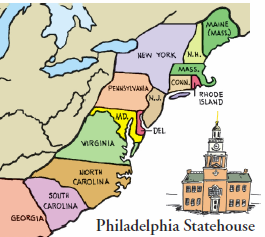 MAINE
(MASS.)
NEW YORK
N.H.
MASS.
CONN.
RHODE
ISLAND
PENNSYLVANIA
N.J.
MD.
DEL.
VIRGINIA
NORTH
CAROLINA
SOUTH
CAROLINA
GEORGIA
Philadelphia Statehouse